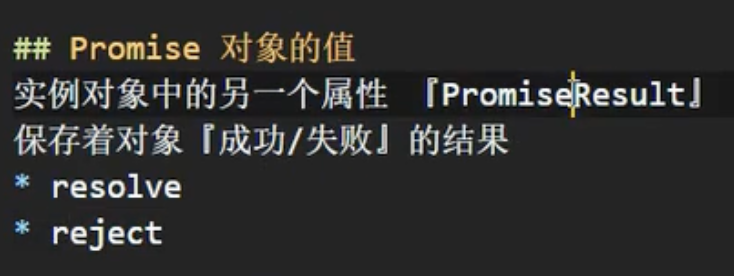 ## Promise 对象的值
实例对象中的另一个属性 『PromiseResult』
保存着对象『成功/失败』的结果
* resolve
* reject